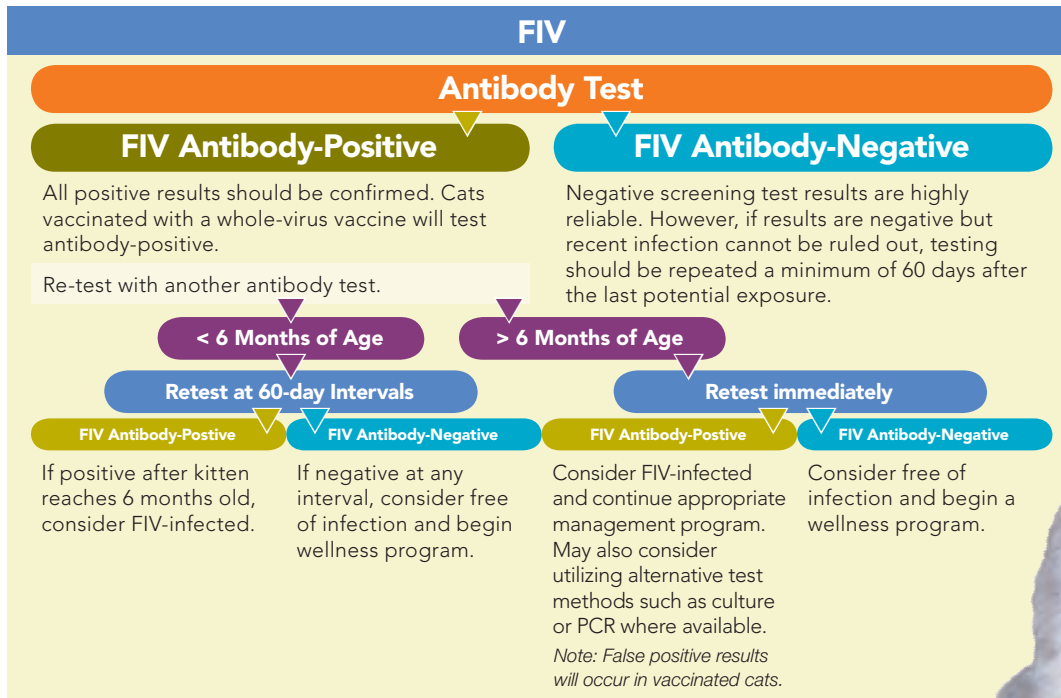 FIV
Antibody Test
FIV Antibody-Positive
All positive results should be confirmed. Cats
vaccinated with a whole-virus vaccine will test
antibody-positive.
Re-test with another antibody test.
FIV Antibody-Negative
Negative screening test results are highly
reliable. However, if results are negative but
recent infection cannot be ruled out, testing
should be repeated a minimum of 60 days after
the last potential exposure.
< 6 Months of Age
> 6 Months of Age
Retest at 60-day Intervals
Retest immediately
FIV Antibody-Postive
If positive after kitten
reaches 6 months old,
consider FIV-infected.
FIV Antibody-Negative
If negative at any
interval, consider free
of infection and begin
wellness program.
FIV Antibody-Postive
Consider FIV-infected
and continue appropriate
management program.
May also consider
utilizing alternative test
methods such as culture
or PCR where available.
Note: False positive results
will occur in vaccinated cats.
FIV Antibody-Negative
Consider free of
infection and begin a
wellness program.